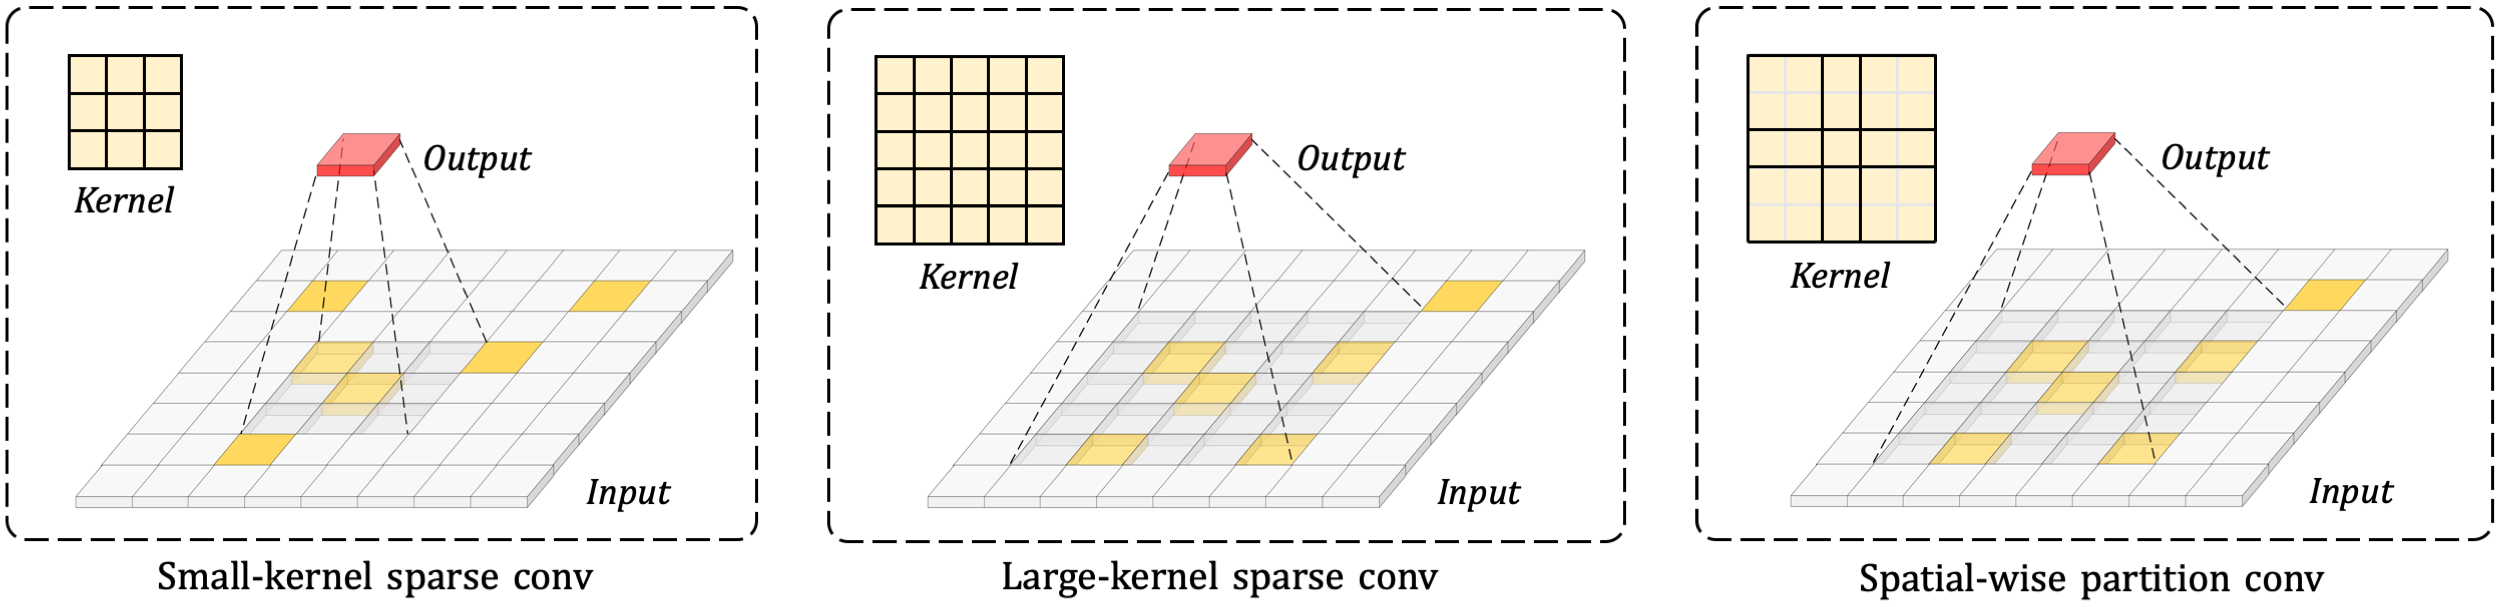 Kernel
Output
Input
Small-kernel sparse conv
Kernel
Output
Input
Large-kernel sparse conv
Kernel
Output
Input
Spatial-wise partition conv